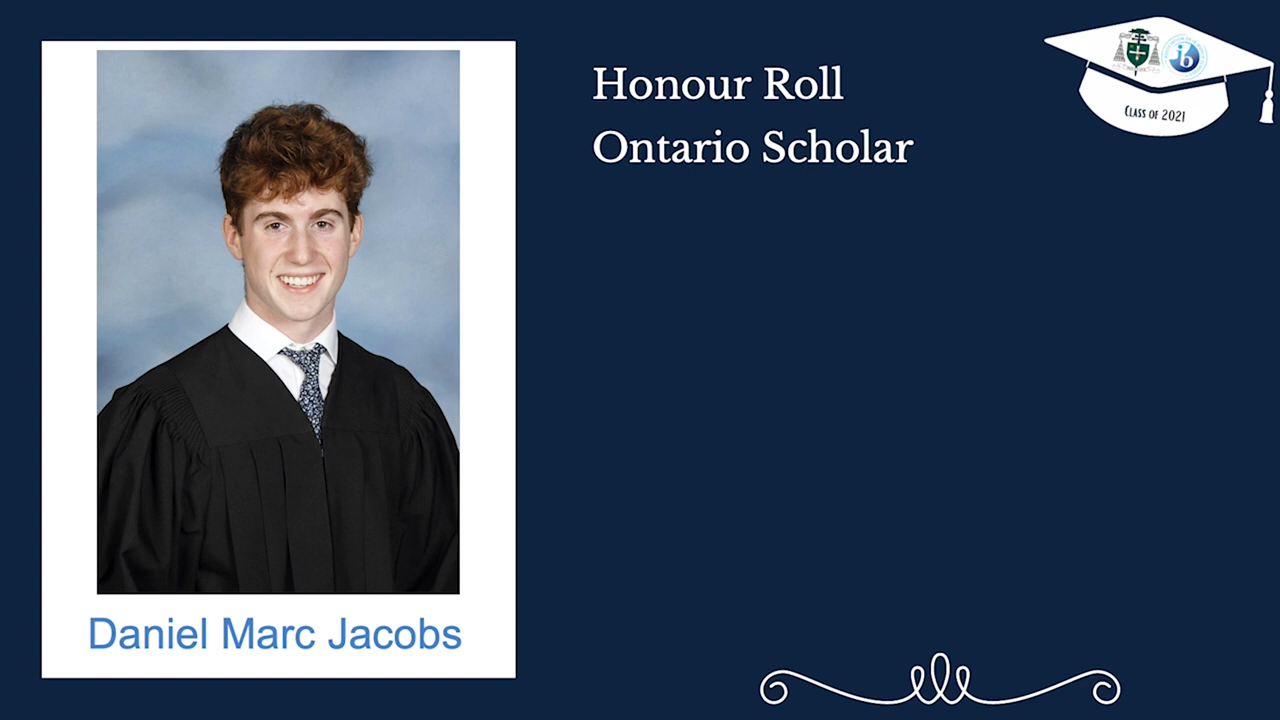 Honour Roll
Ontario Scholar
CLASS OF 2021
Daniel Marc Jacobs